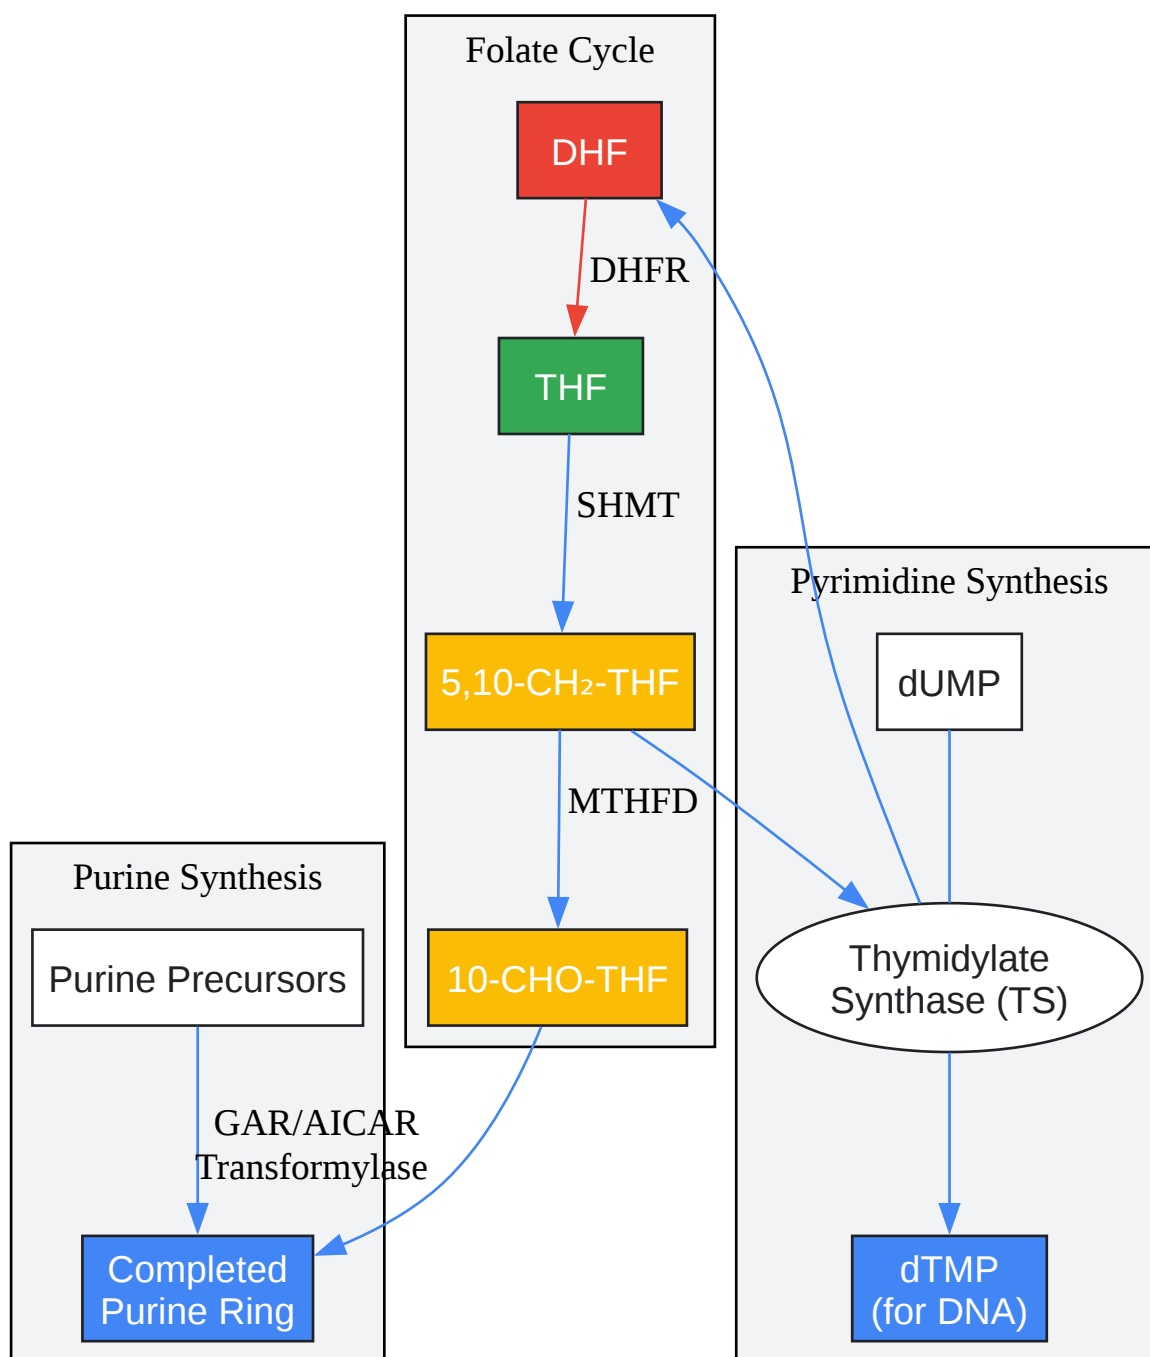 Folate Cycle
DHF
DHFR
THF
SHMT
Pyrimidine Synthesis
5,10-CH₂-THF
dUMP
MTHFD
Purine Synthesis
Purine Precursors
10-CHO-THF
Thymidylate
Synthase (TS)
GAR/AICAR
Transformylase
Completed
Purine Ring
dTMP
(for DNA)